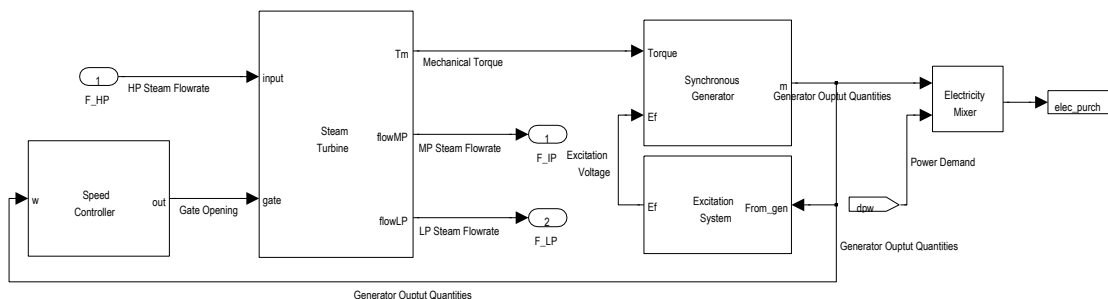 1
F_HP
HP Steam Flowrate
w
Speed
Controller
out
Gate Opening
input
gate
Steam
Turbine
Tm
flowMP
flowLP
Mechanical Torque
MP Steam Flowrate
LP Steam Flowrate
1
F_IP
2
F_LP
Torque
Ef
Synchronous
Generator
m
Generator Ouptut Quantities
Excitation
Voltage
Ef
Excitation
System
From_gen
Electricity
Mixer
elec_purch
Power Demand
dpw
Generator Ouptut Quantities
Generator Ouptut Quantities